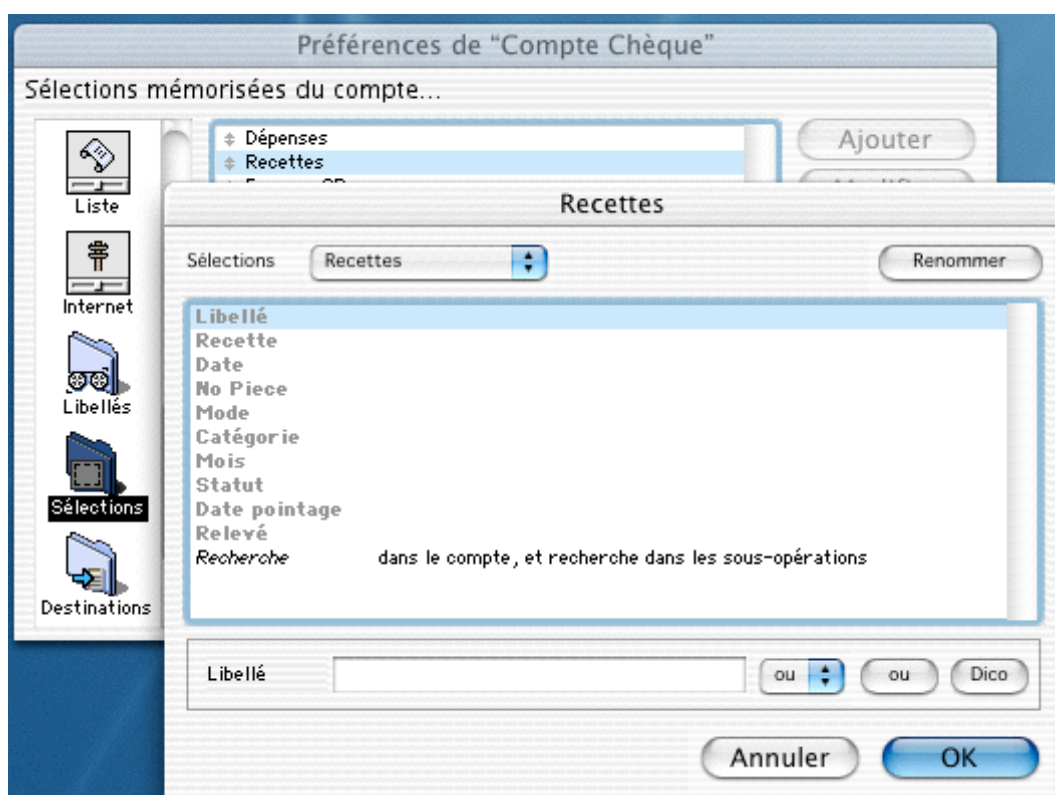 Préférences de “Compte Chèque”
Sélections mémorisées du compte...
Dépenses
Recettes
Ajouter
Liste
Internet
Libellés
Sélections
Destinations
Recettes
Sélections Recettes Renommer
Libellé
Recette
Date
No Piece
Mode
Catégorie
Mois
Statut
Date pointage
Relevé
Recherche dans le compte, et recherche dans les sous-opérations
Libellé ou ou Dico
Annuler OK